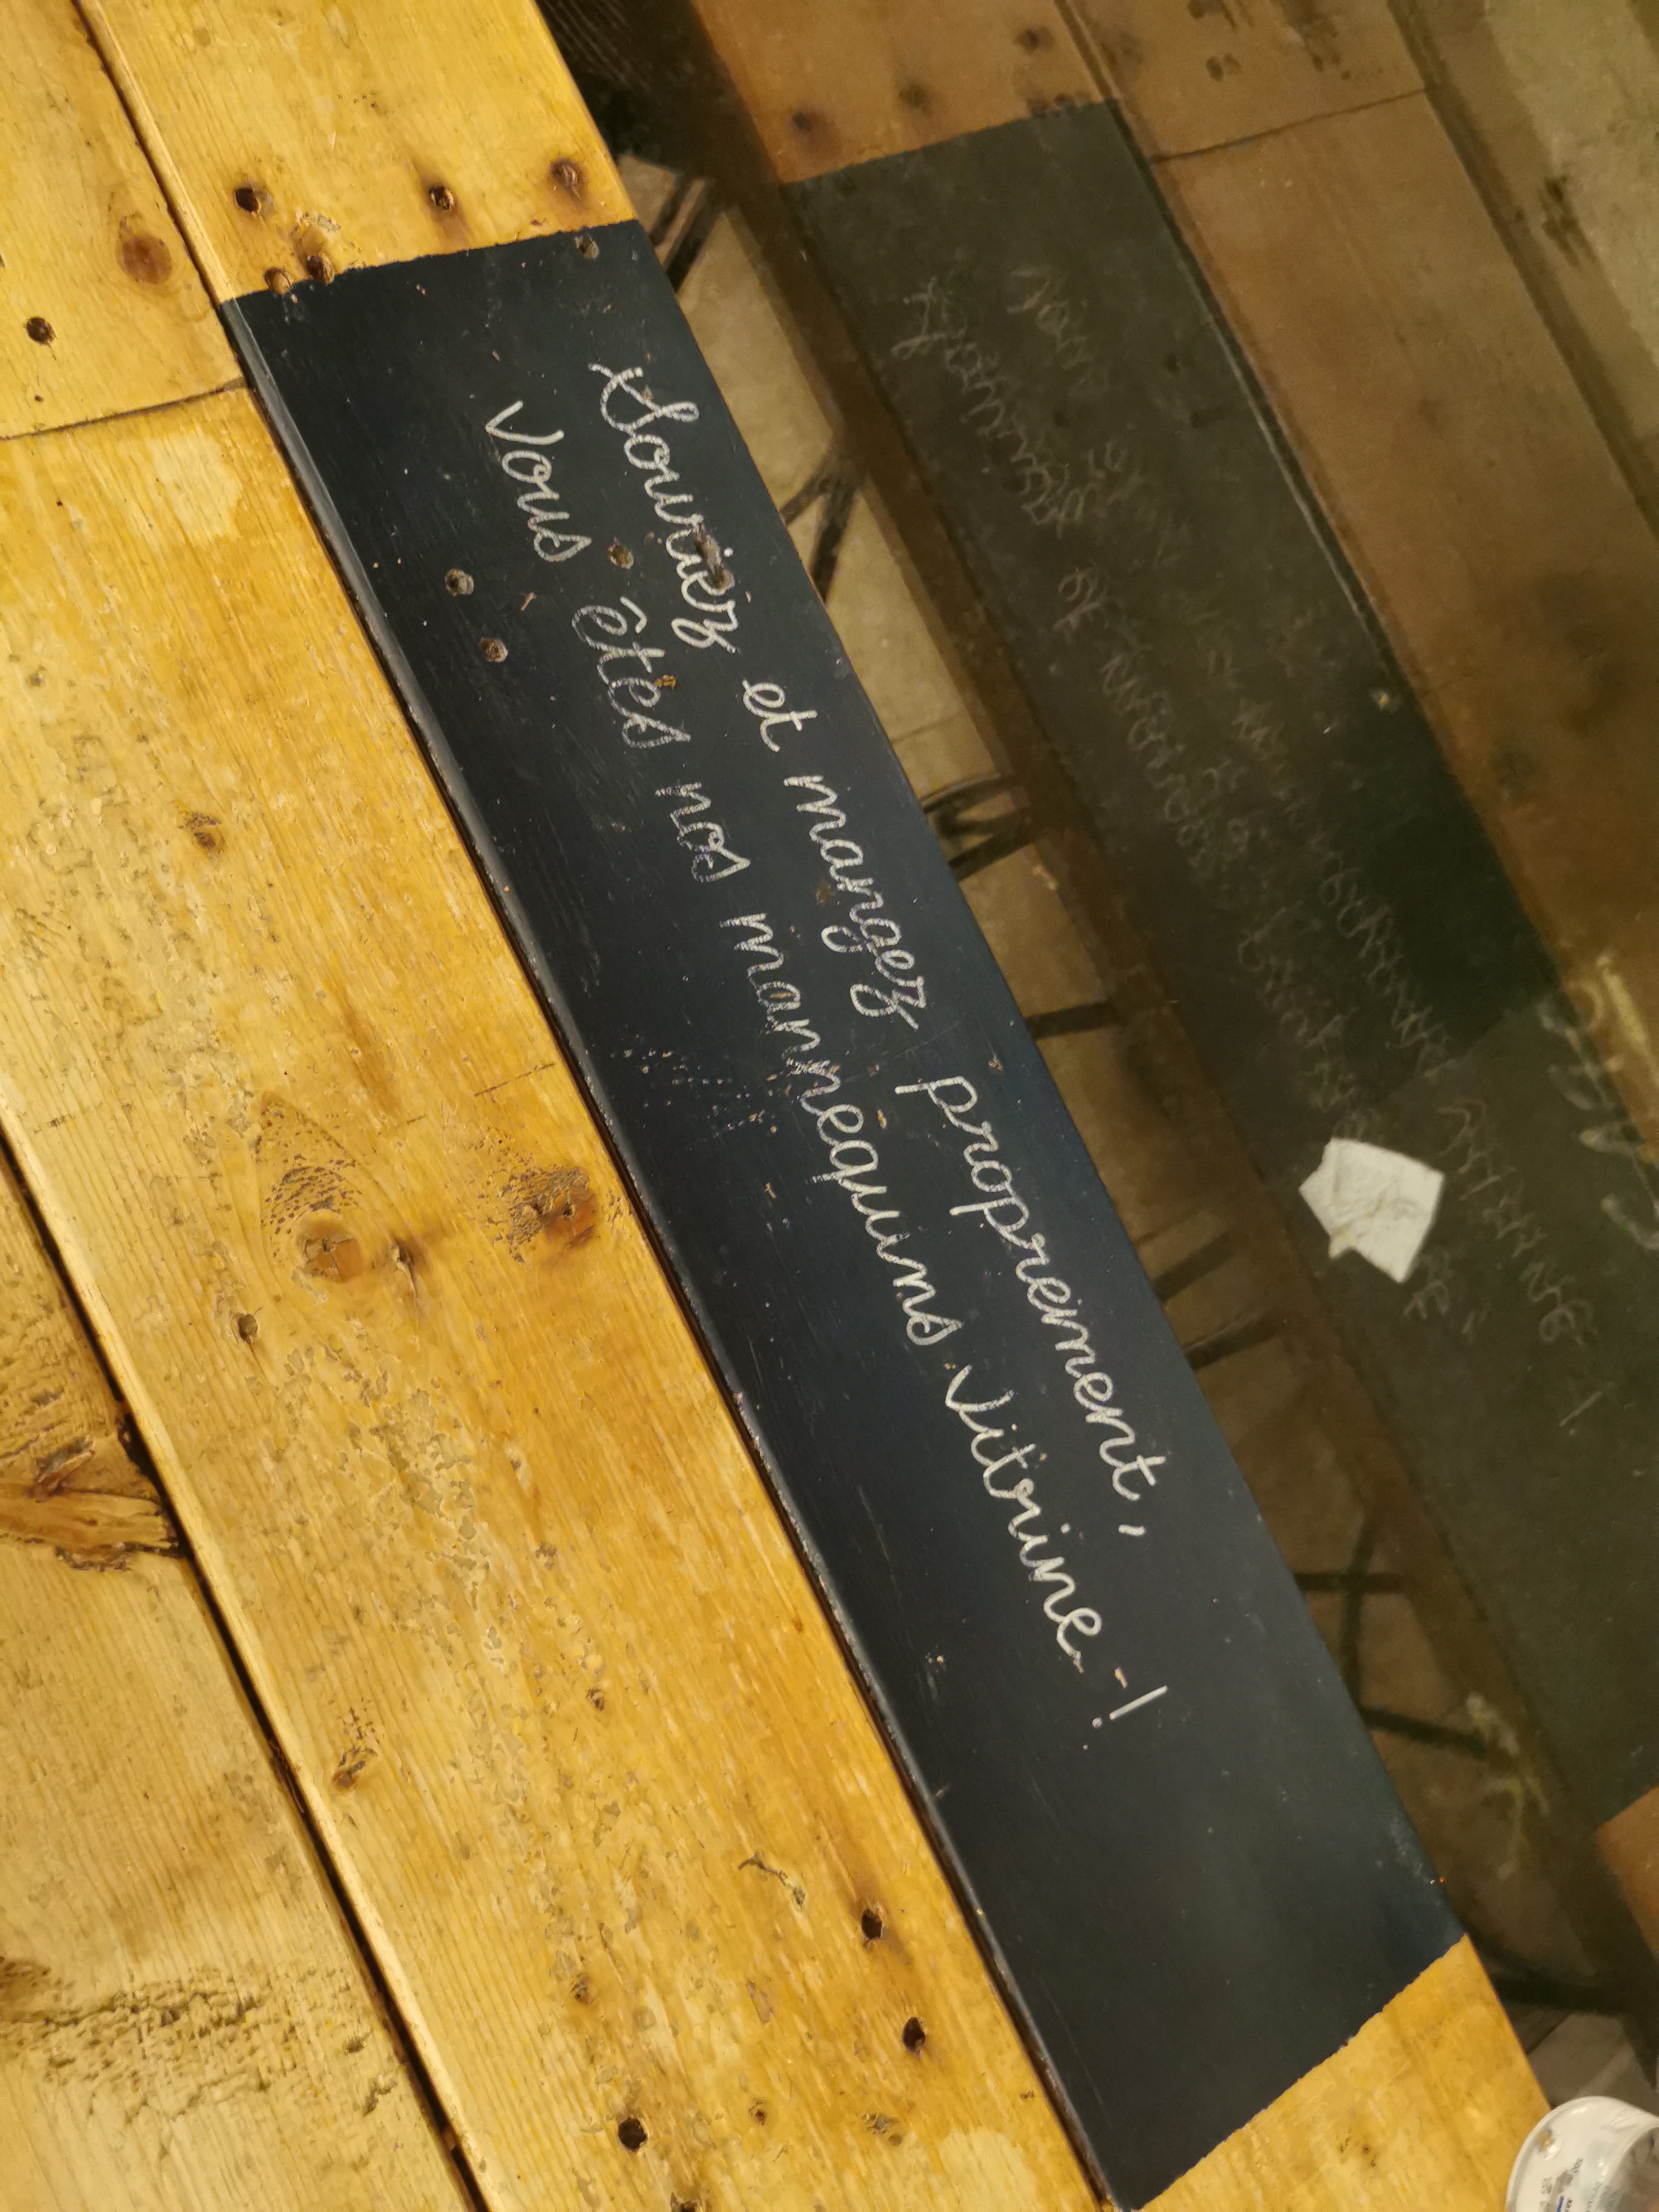 Souriez et mangez proprement,
Vous êtes nos mannequins vitrine-!